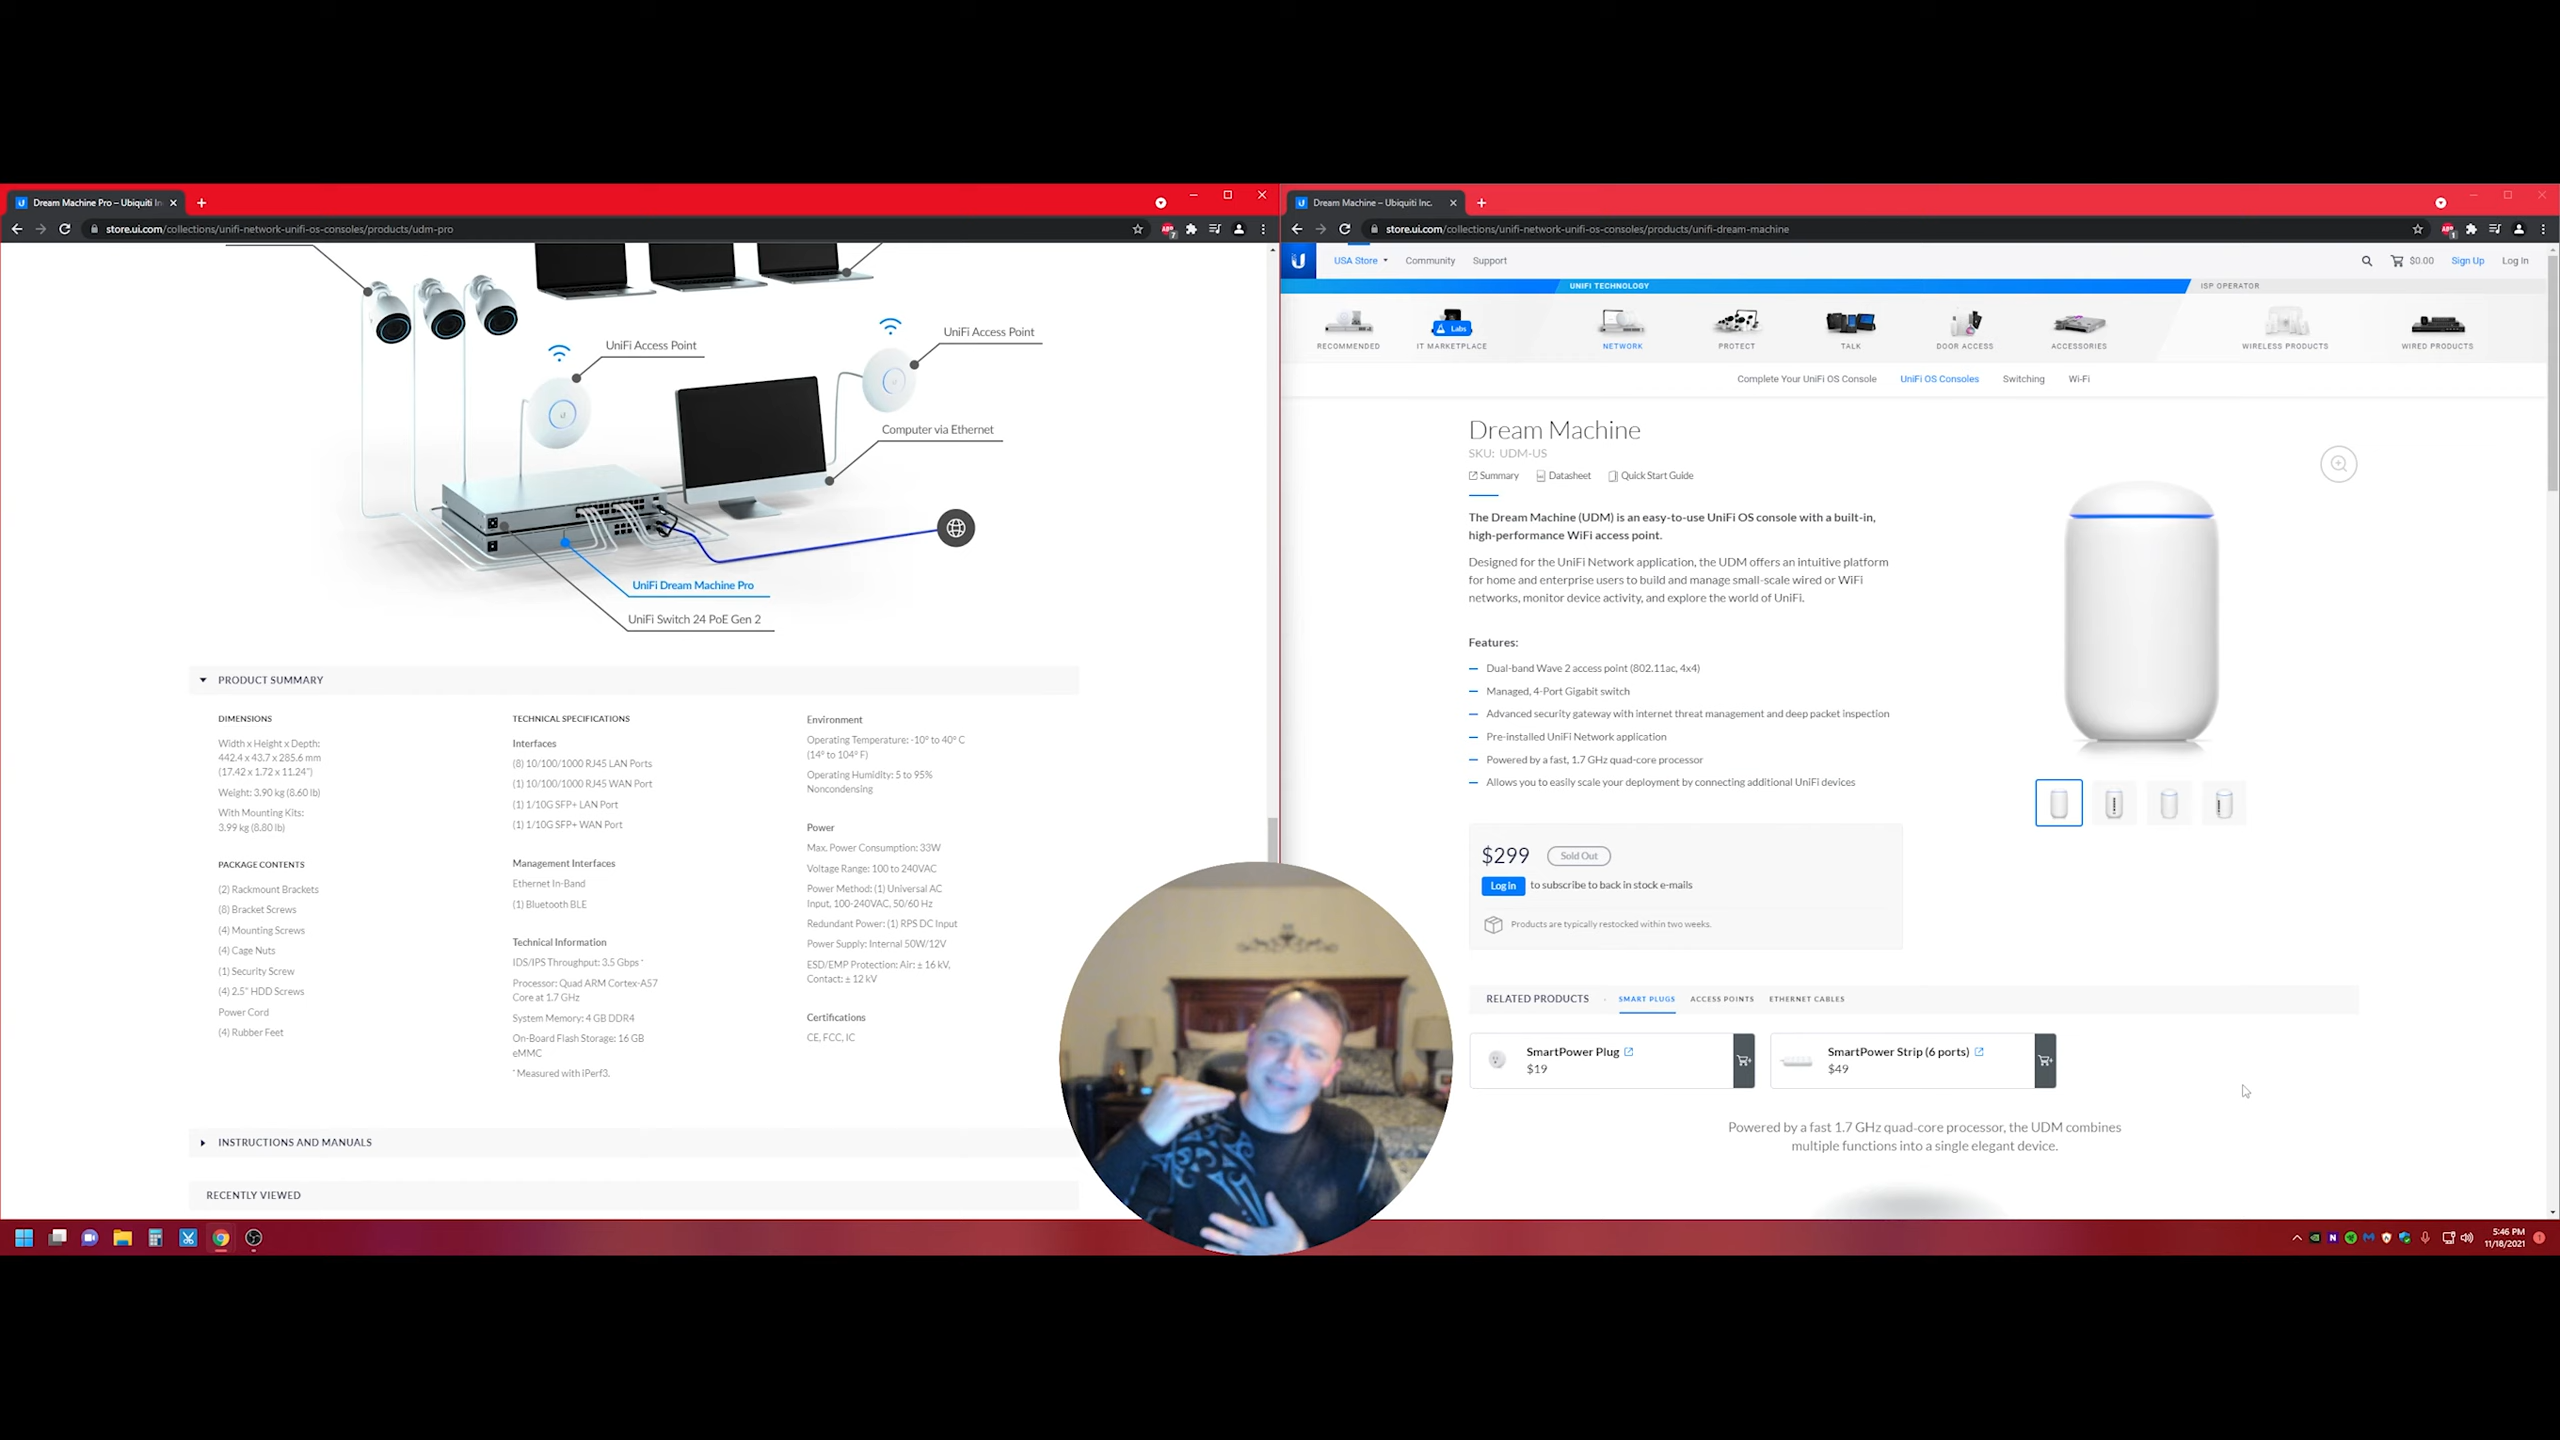 Dream Machine Pro – Ubiquiti In
store.ui.com/collections/unifi-network-unifi-os-consoles/products/udm-pro
UniFi Access Point
UniFi Access Point
Computer via Ethernet
UniFi Dream Machine Pro
UniFi Switch 24 PoE Gen 2
PRODUCT SUMMARY
DIMENSIONS
Width x Height x Depth:
442.4 x 43.7 x 285.6 mm
(17.42 x 1.72 x 11.24")
Weight: 3.90 kg (8.60 lb)
With Mounting Kits:
3.99 kg (8.80 lb)
PACKAGE CONTENTS
(2) Rackmount Brackets
(8) Bracket Screws
(4) Mounting Screws
(4) Cage Nuts
(1) Security Screw
(4) 2.5" HDD Screws
Power Cord
(4) Rubber Feet
TECHNICAL SPECIFICATIONS
Interfaces
(8) 10/100/1000 RJ45 LAN Ports
(1) 10/100/1000 RJ45 WAN Port
(1) 1/10G SFP+ LAN Port
(1) 1/10G SFP+ WAN Port
Management Interfaces
Ethernet In-Band
(1) Bluetooth BLE
Technical Information
IDS/IPS Throughput: 3.5 Gbps *
Processor: Quad ARM Cortex-A57
Core at 1.7 GHz
System Memory: 4 GB DDR4
On-Board Flash Storage: 16 GB
eMMC
*Measured with iPerf3.
Environment
Operating Temperature: -10° to 40° C
(14° to 104° F)
Operating Humidity: 5 to 95%
Noncondensing
Power
Max. Power Consumption: 33W
Voltage Range: 100 to 240VAC
Power Method: (1) Universal AC
Input, 100-240VAC, 50/60 Hz
Redundant Power: (1) RPS DC Input
Power Supply: Internal 50W/12V
ESD/EMP Protection: Air: ± 16 kV,
Contact: ± 12 kV
Certifications
CE, FCC, IC
INSTRUCTIONS AND MANUALS
RECENTLY VIEWED
Dream Machine – Ubiquiti Inc.
store.ui.com/collections/unifi-network-unifi-os-consoles/products/unifi-dream-machine
USA Store Community Support
$0.00 Sign Up Log In
UNIFI TECHNOLOGY
ISP OPERATOR
Labs
RECOMMENDED IT MARKETPLACE NETWORK PROTECT TALK DOOR ACCESS ACCESSORIES WIRELESS PRODUCTS WIRED PRODUCTS
Complete Your UniFi OS Console UniFi OS Consoles Switching Wi-Fi
Dream Machine
SKU: UDM-US
Summary Datasheet Quick Start Guide
The Dream Machine (UDM) is an easy-to-use UniFi OS console with a built-in,
high-performance WiFi access point.
Designed for the UniFi Network application, the UDM offers an intuitive platform
for home and enterprise users to build and manage small-scale wired or WiFi
networks, monitor device activity, and explore the world of UniFi.
Features:
Dual-band Wave 2 access point (802.11ac, 4x4)
Managed, 4-Port Gigabit switch
Advanced security gateway with internet threat management and deep packet inspection
Pre-installed UniFi Network application
Powered by a fast, 1.7 GHz quad-core processor
Allows you to easily scale your deployment by connecting additional UniFi devices
$299 Sold Out
Log in to subscribe to back in stock e-mails
Products are typically restocked within two weeks.
RELATED PRODUCTS SMART PLUGS ACCESS POINTS ETHERNET CABLES
SmartPower Plug
$19
SmartPower Strip (6 ports)
$49
Powered by a fast 1.7 GHz quad-core processor, the UDM combines
multiple functions into a single elegant device.
5:46 PM
11/18/2021